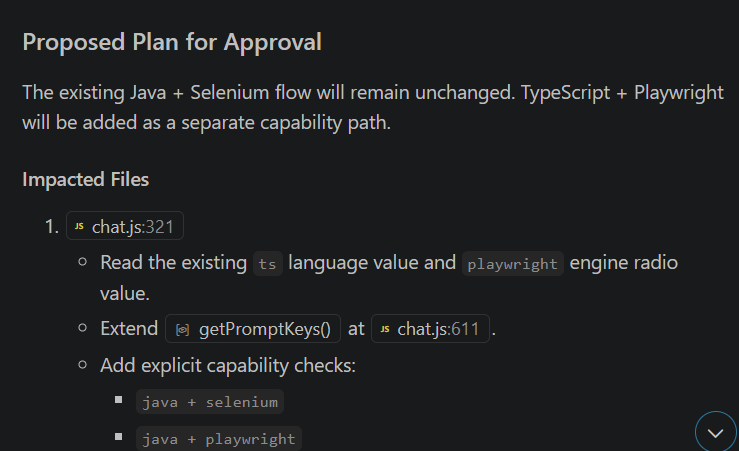 Proposed Plan for Approval
The existing Java + Selenium flow will remain unchanged. TypeScript + Playwright
will be added as a separate capability path.
Impacted Files
1. JS chat.js:321
Read the existing ts language value and playwright engine radio
value.
Extend getPromptKeys() at JS chat.js:611 .
Add explicit capability checks:
java + selenium
java + playwright